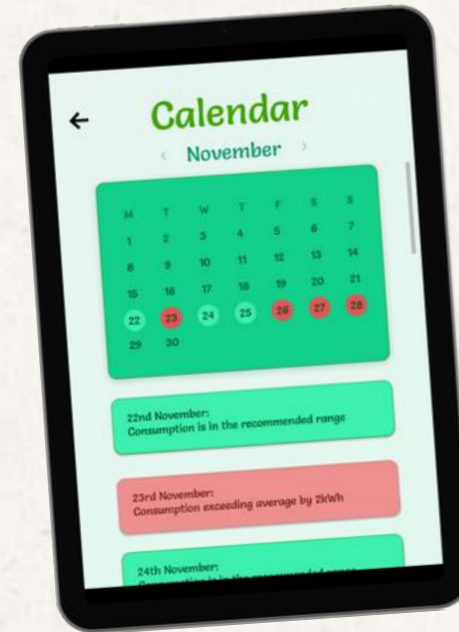 Calendar
‹ November ›
M T W T F S S
1 2 3 4 5 6 7
8 9 10 11 12 13 14
15 16 17 18 19 20 21
22 23 24 25 26 27 28
29 30
22nd November:
Consumption is in the recommended range
23rd November:
Consumption exceeding average by 2kWh
24th November: